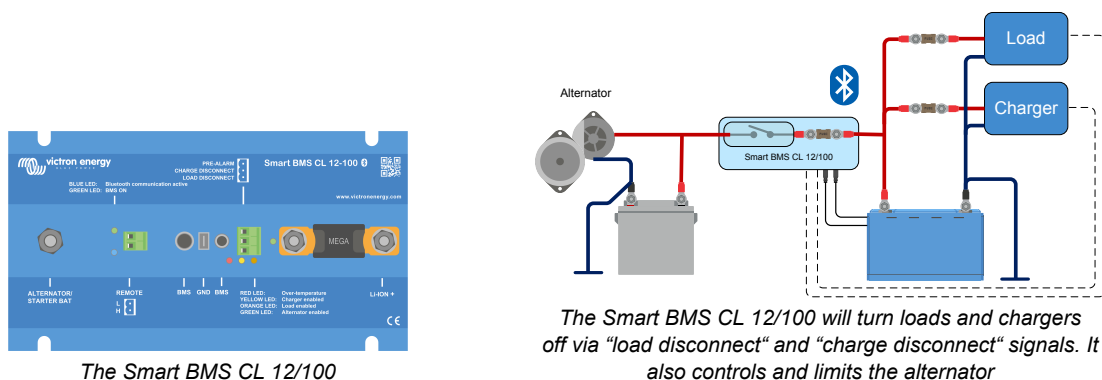 victron energy
BLUE POWER
Smart BMS CL 12-100
PRE-ALARM
CHARGE DISCONNECT
LOAD DISCONNECT
BLUE LED: Bluetooth communication active
GREEN LED: BMS ON
www.victronenergy.com
MEGA
ALTERNATOR/
STARTER BAT
REMOTE
L
H
BMS GND BMS
RED LED: Over-temperature
YELLOW LED: Charger enabled
ORANGE LED: Load enabled
GREEN LED: Alternator enabled
LI-ION +
CE
The Smart BMS CL 12/100
Alternator
Smart BMS CL 12/100
Load
Charger
The Smart BMS CL 12/100 will turn loads and chargers
off via “load disconnect“ and “charge disconnect“ signals. It
also controls and limits the alternator